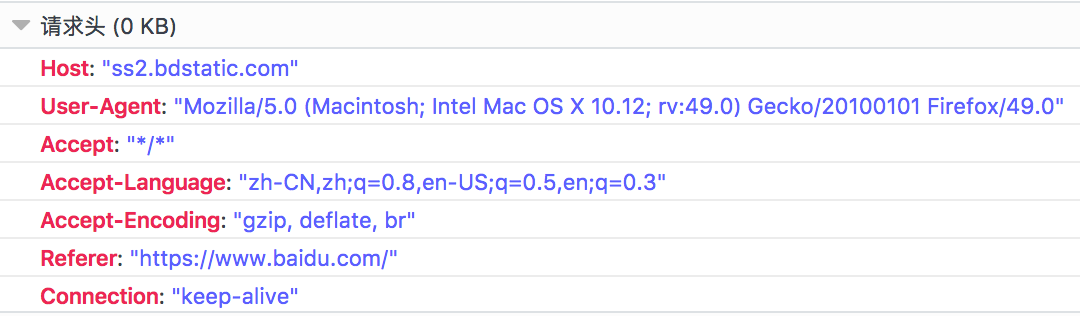 请求头 (0 KB)
Host: "ss2.bdstatic.com"
User-Agent: "Mozilla/5.0 (Macintosh; Intel Mac OS X 10.12; rv:49.0) Gecko/20100101 Firefox/49.0"
Accept: "*/*"
Accept-Language: "zh-CN,zh;q=0.8,en-US;q=0.5,en;q=0.3"
Accept-Encoding: "gzip, deflate, br"
Referer: "https://www.baidu.com/"
Connection: "keep-alive"